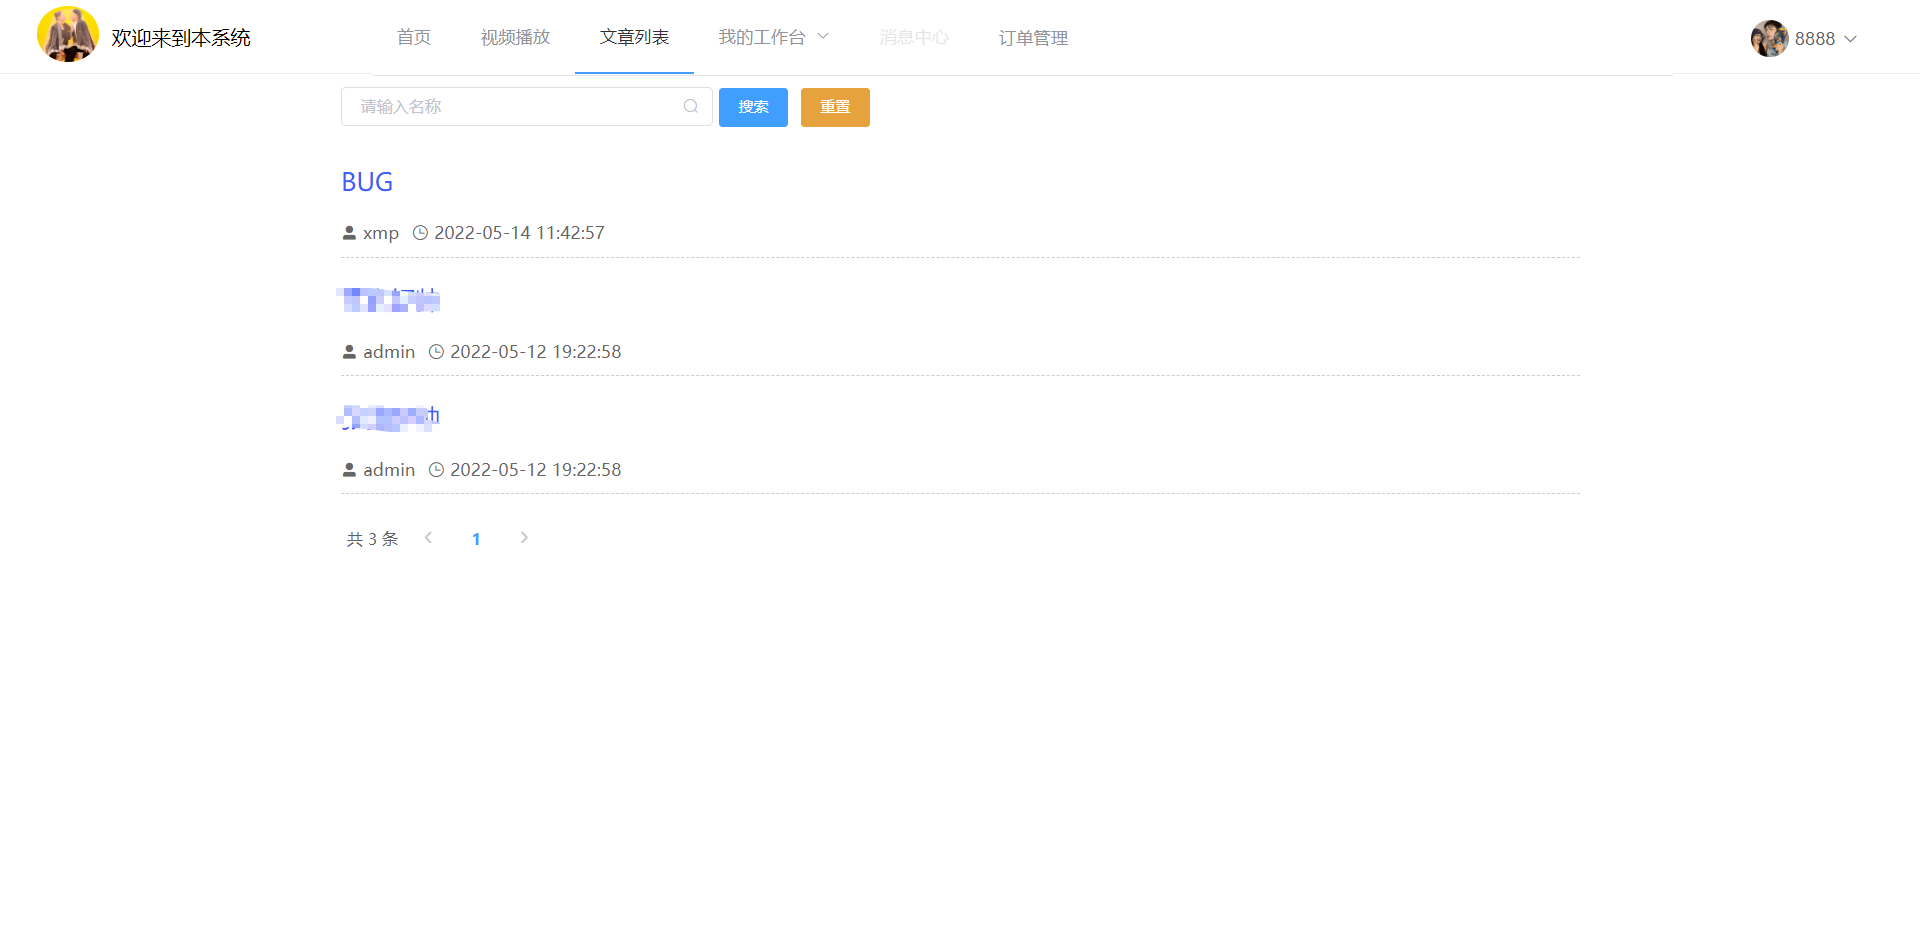 欢迎来到本系统
首页 视频播放 文章列表 我的工作台 消息中心 订单管理
8888
请输入名称 搜索 重置
BUG
xmp 2022-05-14 11:42:57
admin 2022-05-12 19:22:58
admin 2022-05-12 19:22:58
共 3 条 1